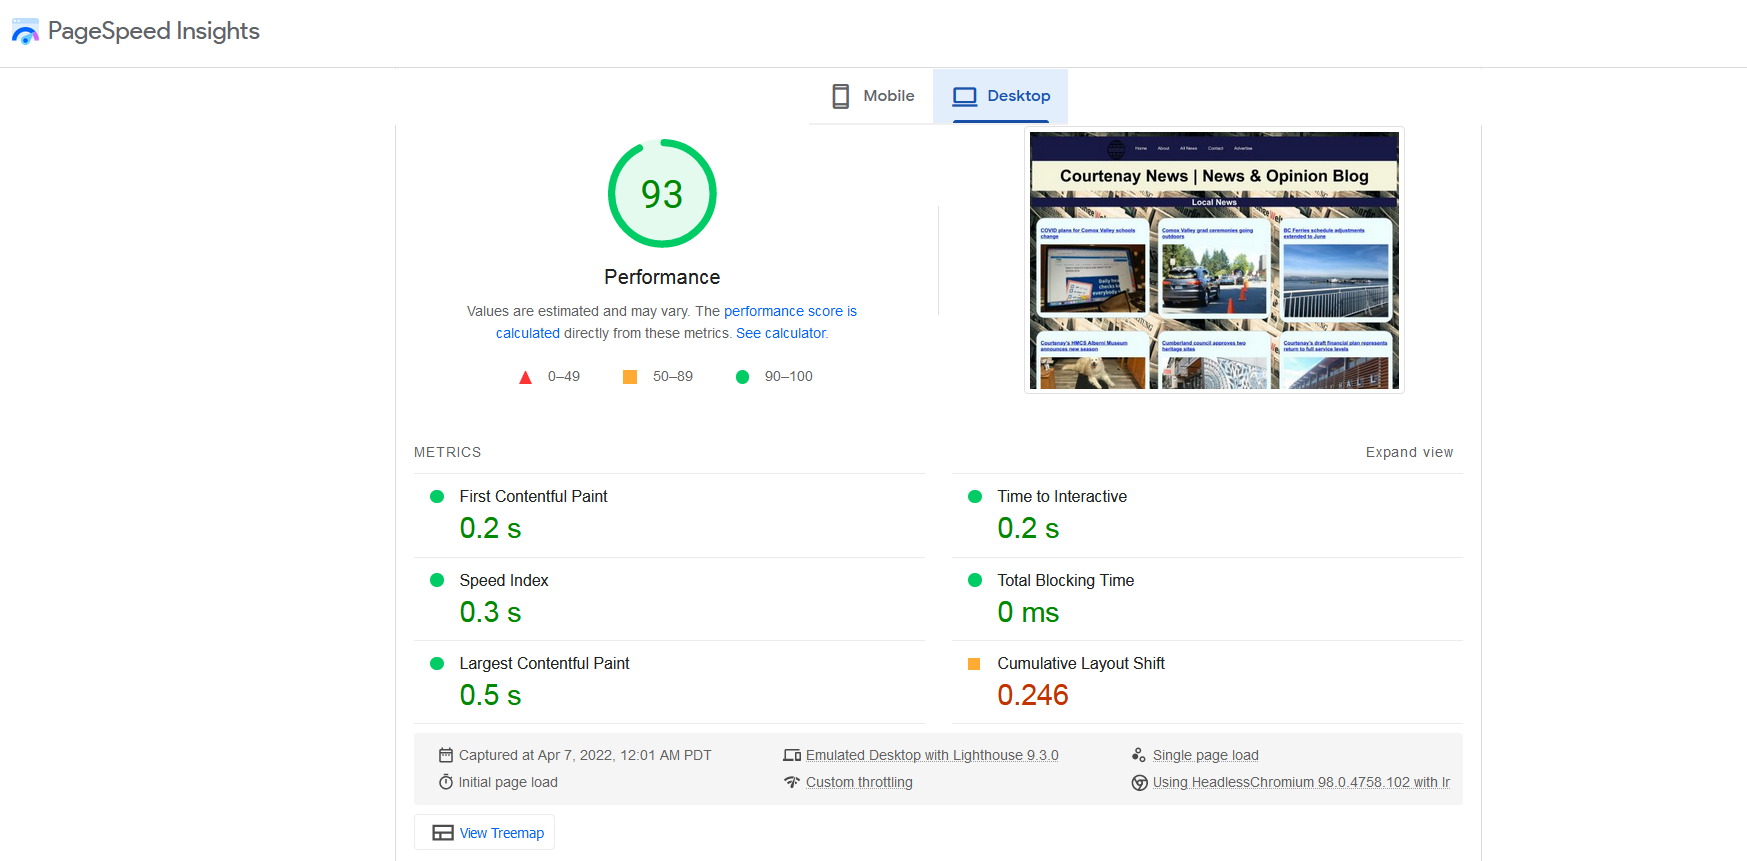 PageSpeed Insights
Mobile
Desktop
93
Performance
Values are estimated and may vary. The performance score is
calculated directly from these metrics. See calculator.
0–49
50–89
90–100
Home About All News Contact Advertise
Courtenay News | News & Opinion Blog
Local News
COVID plans for Comox Valley schools
change
Comox Valley grad ceremonies going
outdoors
BC Ferries schedule adjustments
extended to June
Courtenay's HMCS Alberni Museum
announces new season
Cumberland council approves two
heritage sites
Courtenay's draft financial plan represents
return to full service levels
METRICS
Expand view
First Contentful Paint
0.2 s
Time to Interactive
0.2 s
Speed Index
0.3 s
Total Blocking Time
0 ms
Largest Contentful Paint
0.5 s
Cumulative Layout Shift
0.246
Captured at Apr 7, 2022, 12:01 AM PDT
Emulated Desktop with Lighthouse 9.3.0
Single page load
Initial page load
Custom throttling
Using HeadlessChromium 98.0.4758.102 with lr
View Treemap